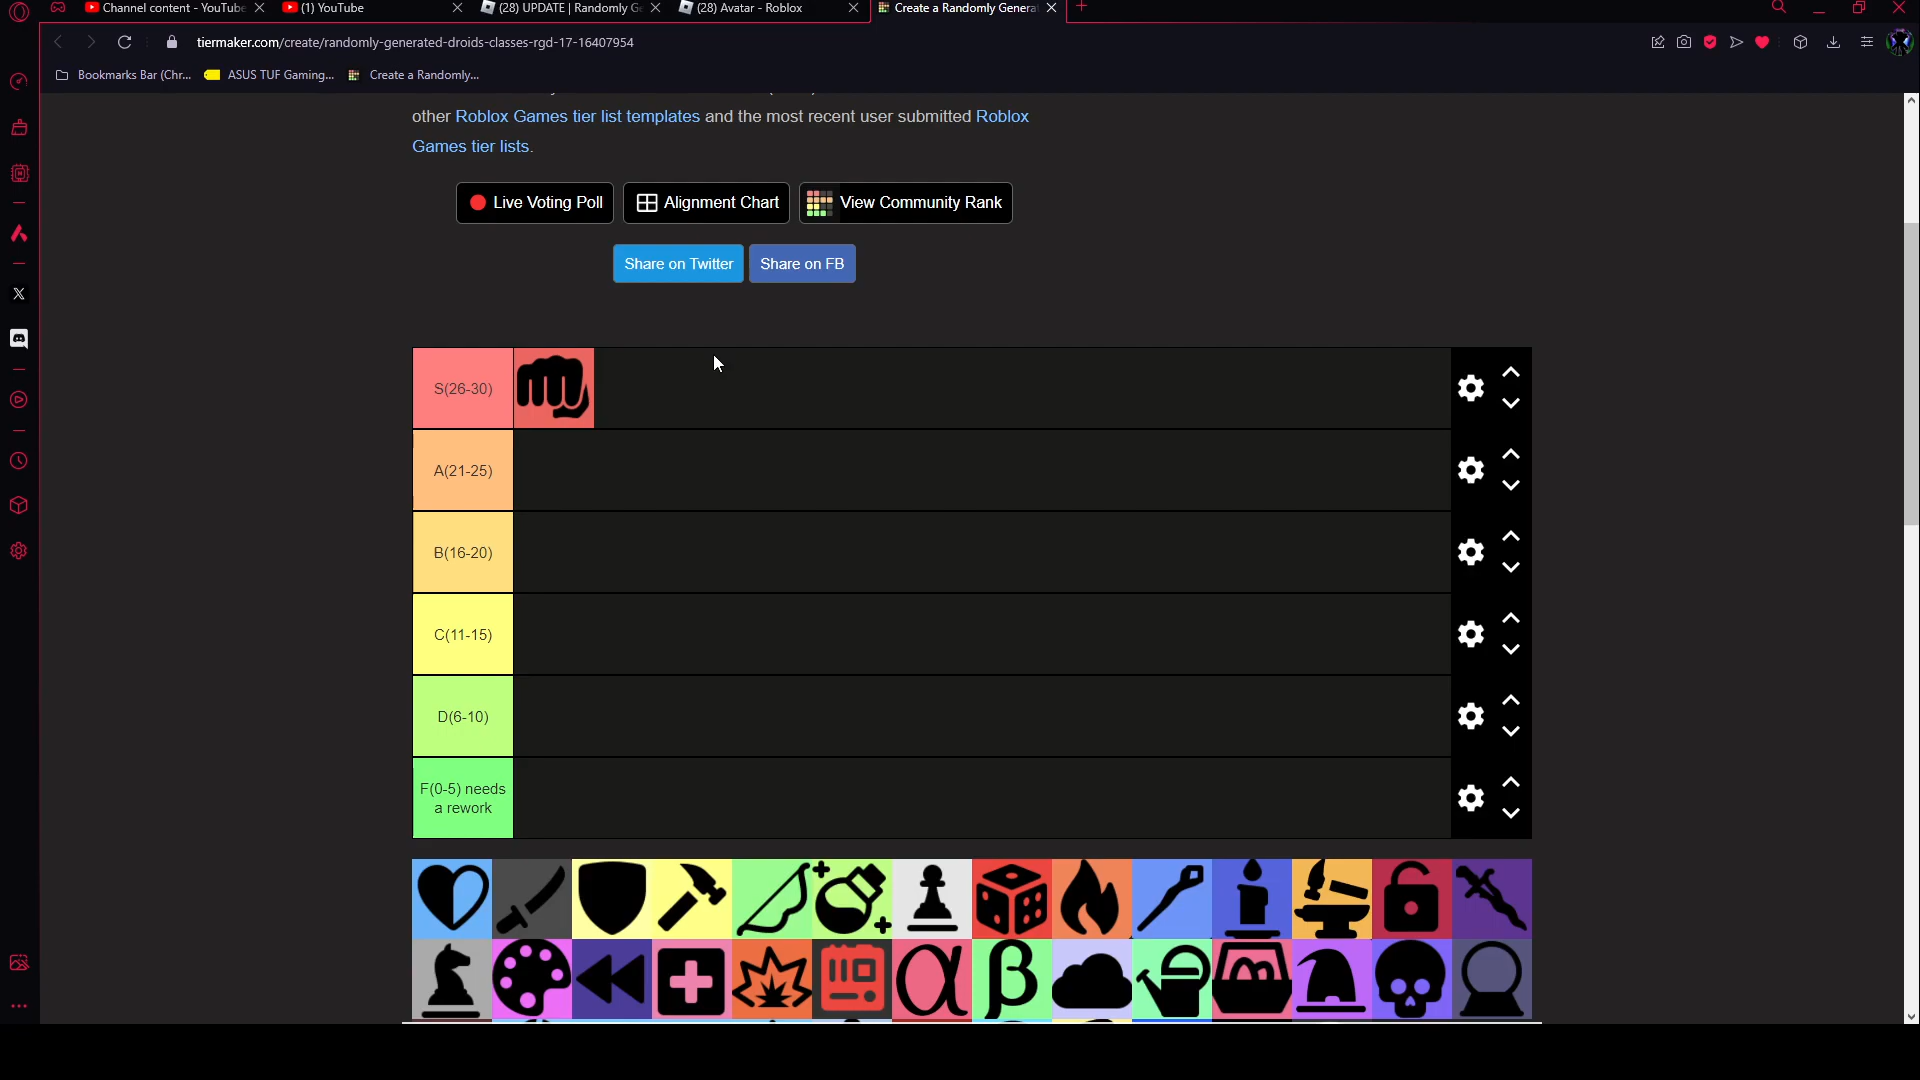 Channel content - YouTube
(1) YouTube
(28) UPDATE | Randomly Ge
(28) Avatar - Roblox
Create a Randomly Genera
tiermaker.com/create/randomly-generated-droids-classes-rgd-17-16407954
Bookmarks Bar (Chr...
ASUS TUF Gaming...
Create a Randomly...
other Roblox Games tier list templates and the most recent user submitted Roblox
Games tier lists.
Live Voting Poll
Alignment Chart
View Community Rank
Share on Twitter
Share on FB
S(26-30)
A(21-25)
B(16-20)
C(11-15)
D(6-10)
F(0-5) needs
a rework
α
β